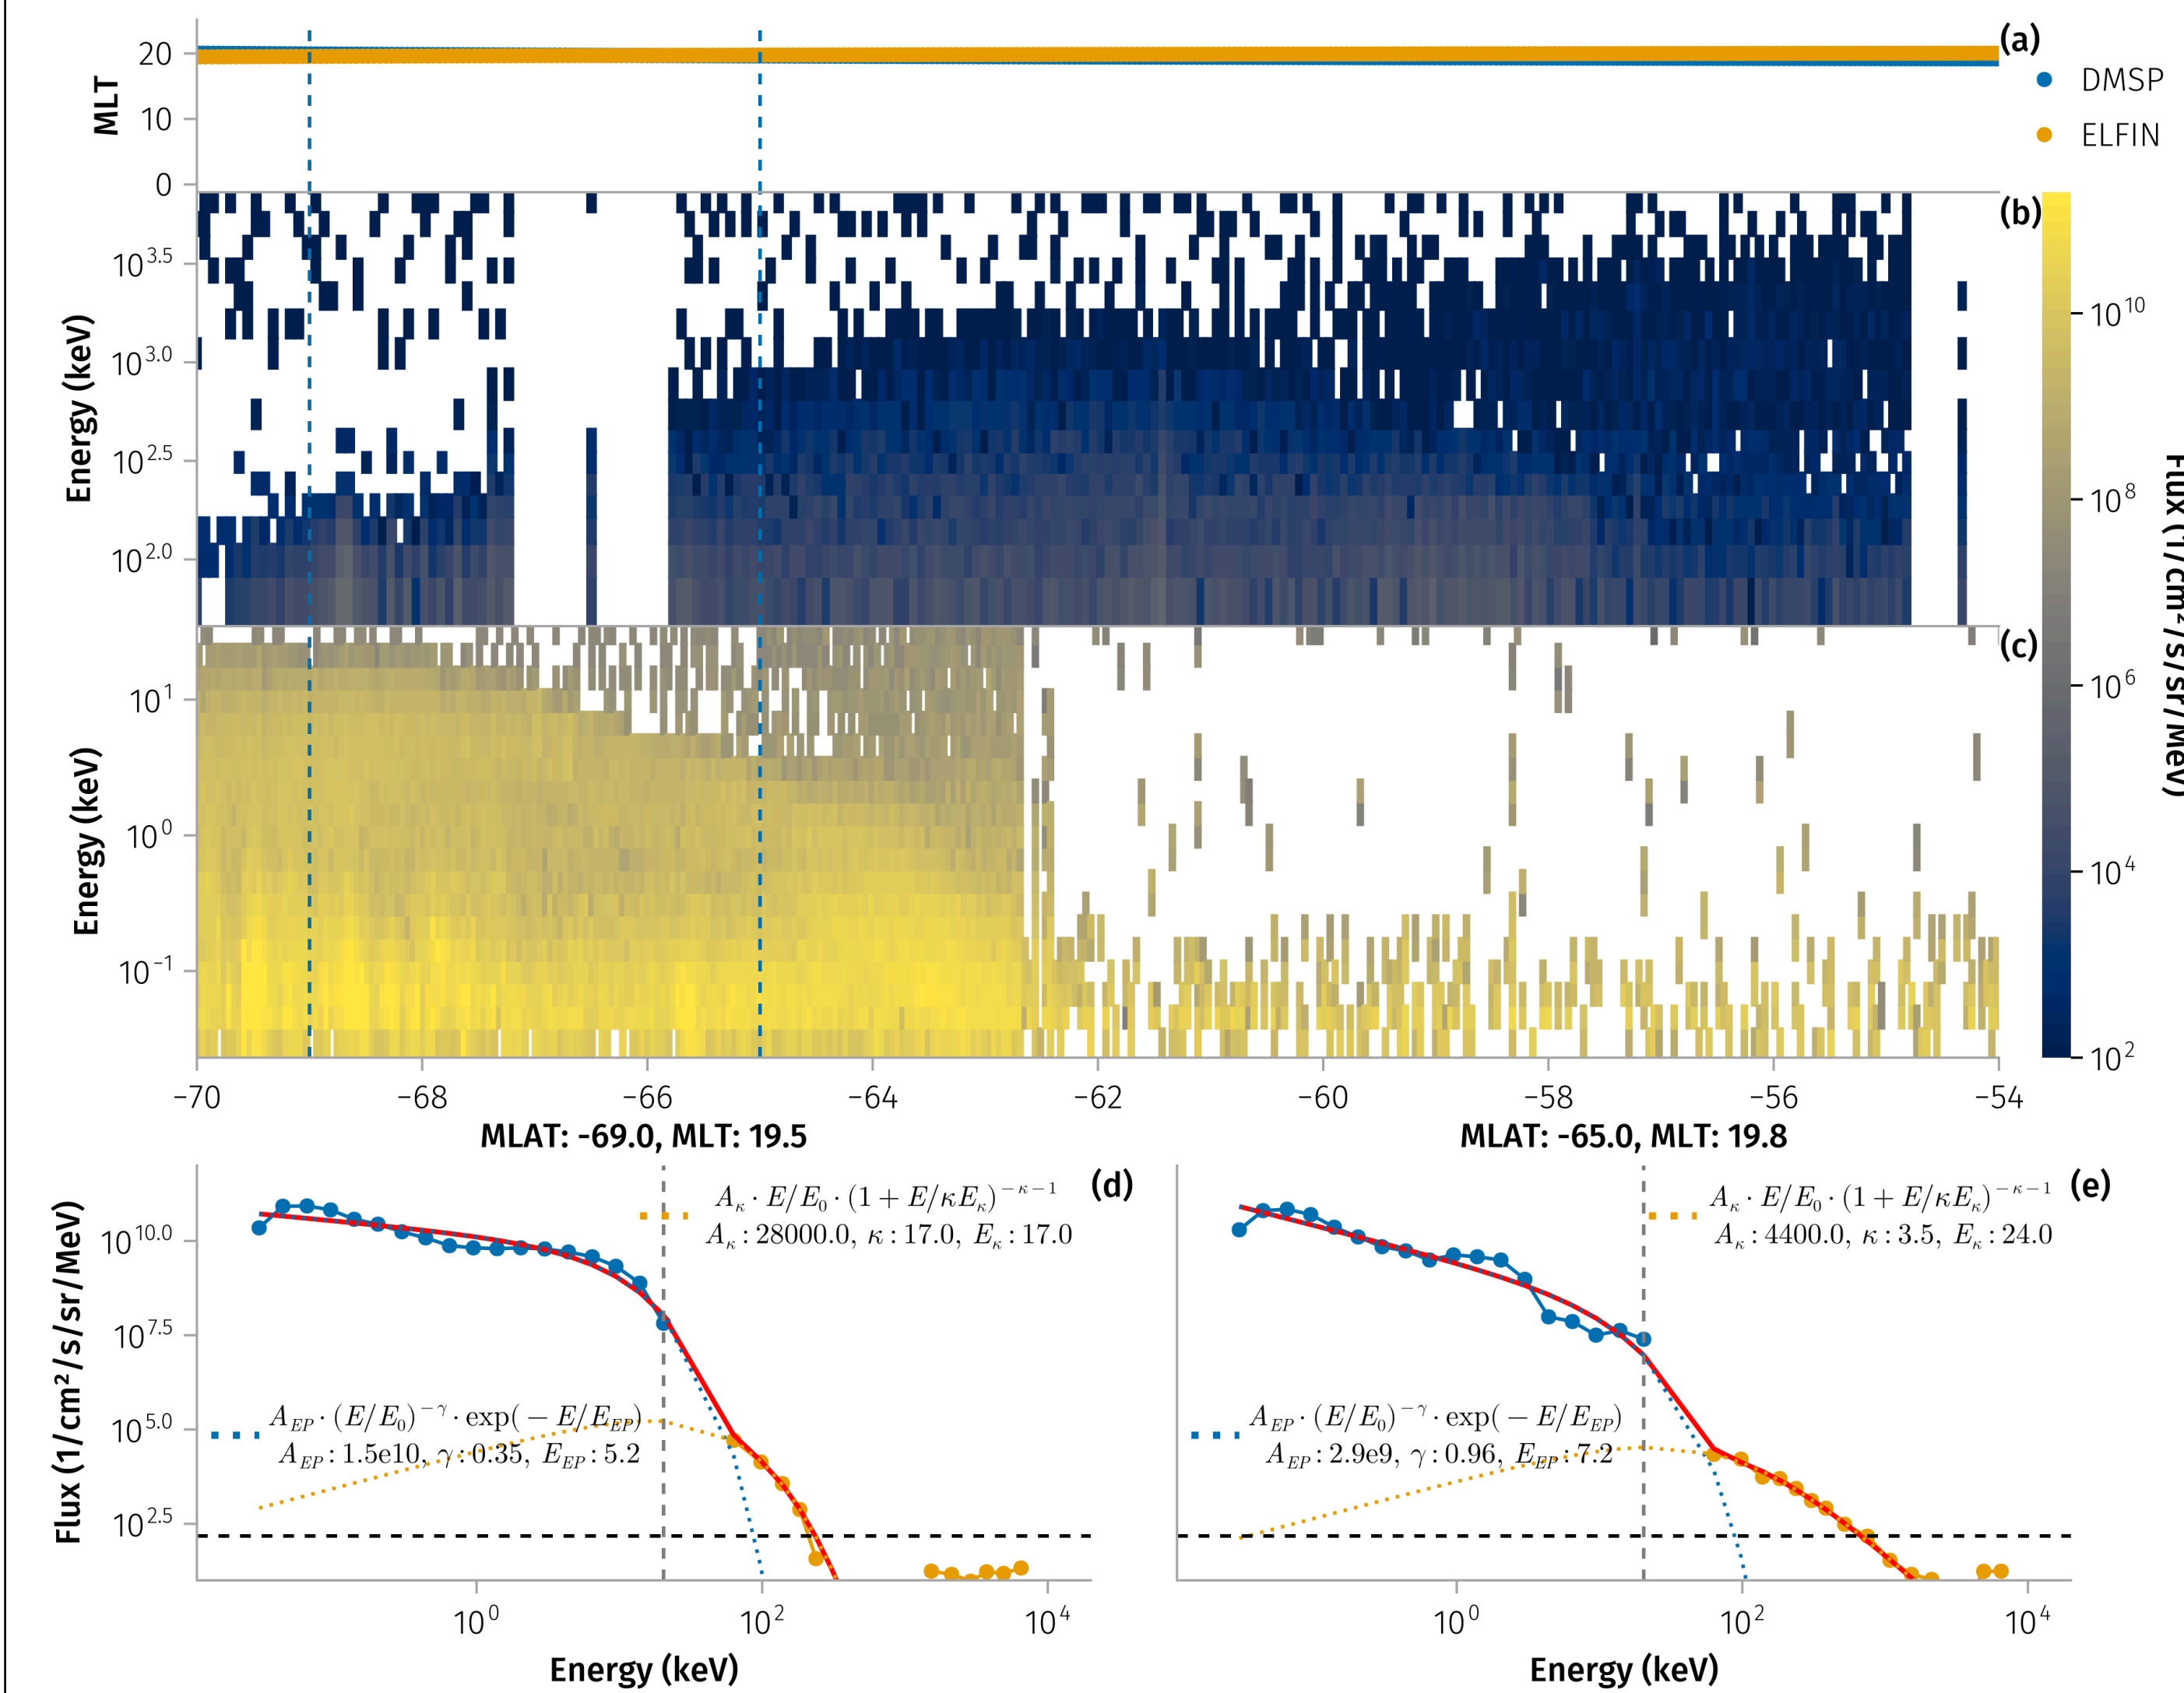 (a)
20
10
0
MLT
DMSP
ELFIN
(b)
10^3.5
10^3.0
10^2.5
10^2.0
Energy (keV)
10^10
10^8
10^6
10^4
10^2
Flux (1/cm²/s/sr/MeV)
(c)
10^1
10^0
10^−1
Energy (keV)
−70 −68 −66 −64 −62 −60 −58 −56 −54
MLAT: -69.0, MLT: 19.5
MLAT: -65.0, MLT: 19.8
(d)
A_κ · E/E_0 · (1 + E/κE_κ)^−κ−1
A_κ : 28000.0, κ : 17.0, E_κ : 17.0
A_EP · (E/E_0)^−γ · exp( − E/E_EP)
A_EP : 1.5e10, γ : 0.35, E_EP : 5.2
10^10.0
10^7.5
10^5.0
10^2.5
Flux (1/cm²/s/sr/MeV)
10^0 10^2 10^4
Energy (keV)
(e)
A_κ · E/E_0 · (1 + E/κE_κ)^−κ−1
A_κ : 4400.0, κ : 3.5, E_κ : 24.0
A_EP · (E/E_0)^−γ · exp( − E/E_EP)
A_EP : 2.9e9, γ : 0.96, E_EP : 7.2
10^0 10^2 10^4
Energy (keV)